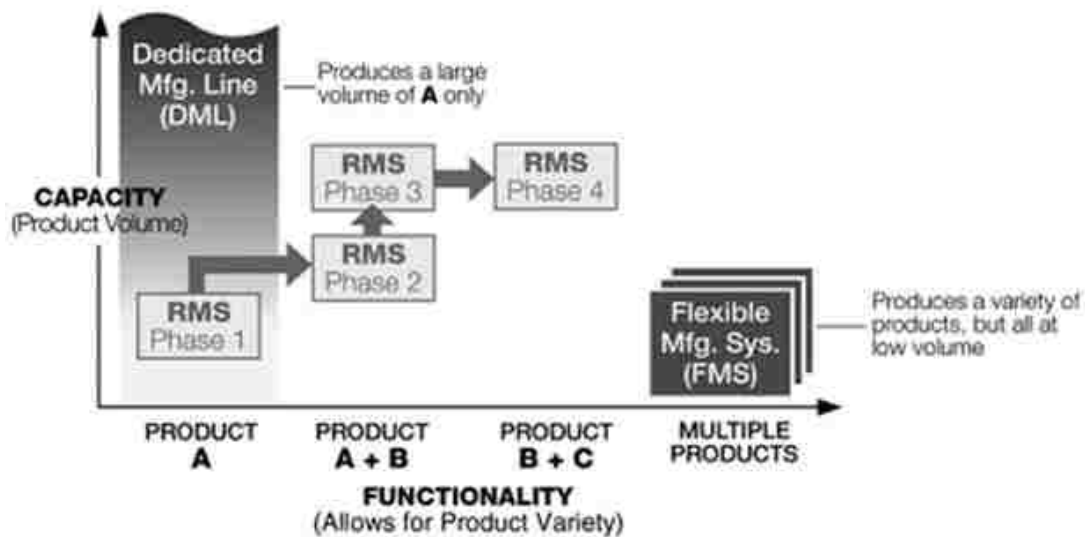 Dedicated
Mfg. Line
(DML)
Produces a large
volume of A only
RMS
Phase 3
RMS
Phase 4
CAPACITY
(Product Volume)
RMS
Phase 2
RMS
Phase 1
Flexible
Mfg. Sys.
(FMS)
Produces a variety of
products, but all at
low volume
PRODUCT
A
PRODUCT
A + B
PRODUCT
B + C
MULTIPLE
PRODUCTS
FUNCTIONALITY
(Allows for Product Variety)